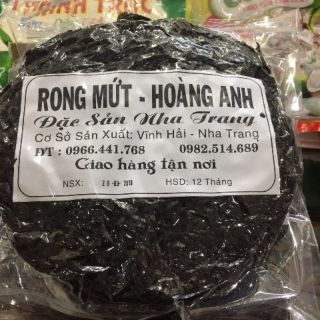 RONG MỨT - HOÀNG ANH
Đặc Sản Nha Trang
Cơ Sở Sản Xuất: Vĩnh Hải - Nha Trang
ĐT : 0966.441.768 0982.514.689
Giao hàng tận nơi
NSX: HSD: 12 Tháng